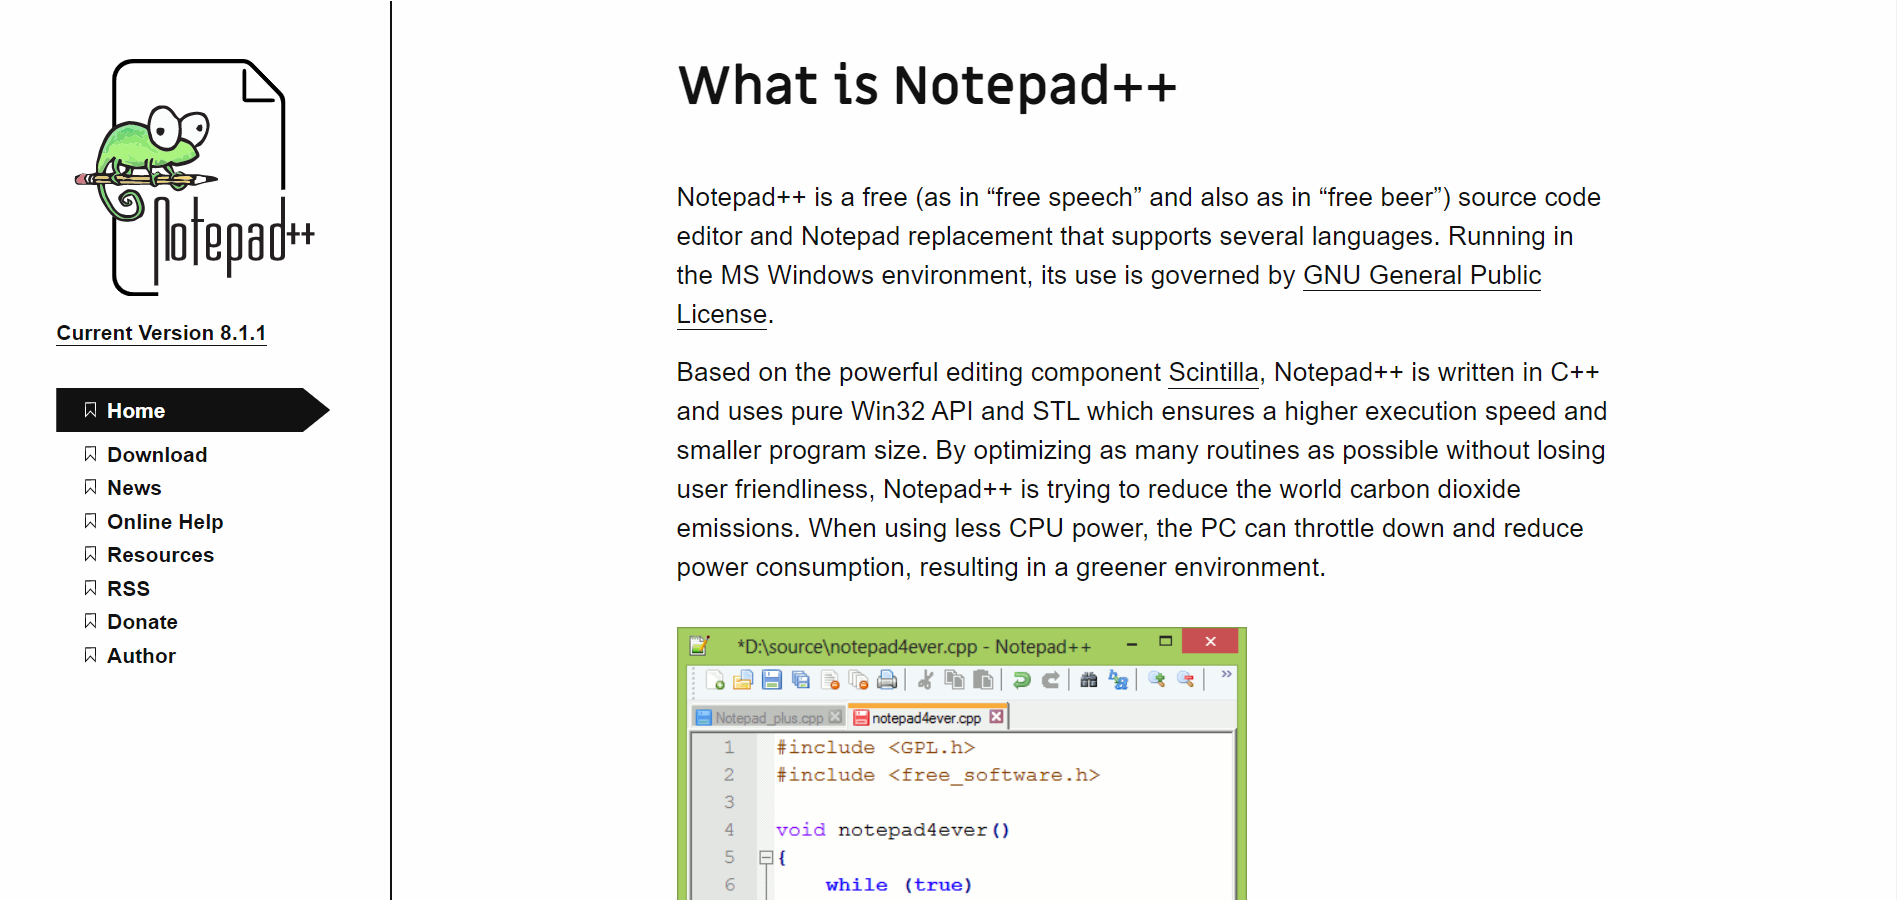 Notepad++
Current Version 8.1.1
Home
Download
News
Online Help
Resources
RSS
Donate
Author
What is Notepad++
Notepad++ is a free (as in “free speech” and also as in “free beer”) source code
editor and Notepad replacement that supports several languages. Running in
the MS Windows environment, its use is governed by GNU General Public
License.
Based on the powerful editing component Scintilla, Notepad++ is written in C++
and uses pure Win32 API and STL which ensures a higher execution speed and
smaller program size. By optimizing as many routines as possible without losing
user friendliness, Notepad++ is trying to reduce the world carbon dioxide
emissions. When using less CPU power, the PC can throttle down and reduce
power consumption, resulting in a greener environment.
*D:\source\notepad4ever.cpp - Notepad++
Notepad_plus.cpp notepad4ever.cpp
1 #include <GPL.h>
2 #include <free_software.h>
3
4 void notepad4ever()
5 {
6 while (true)